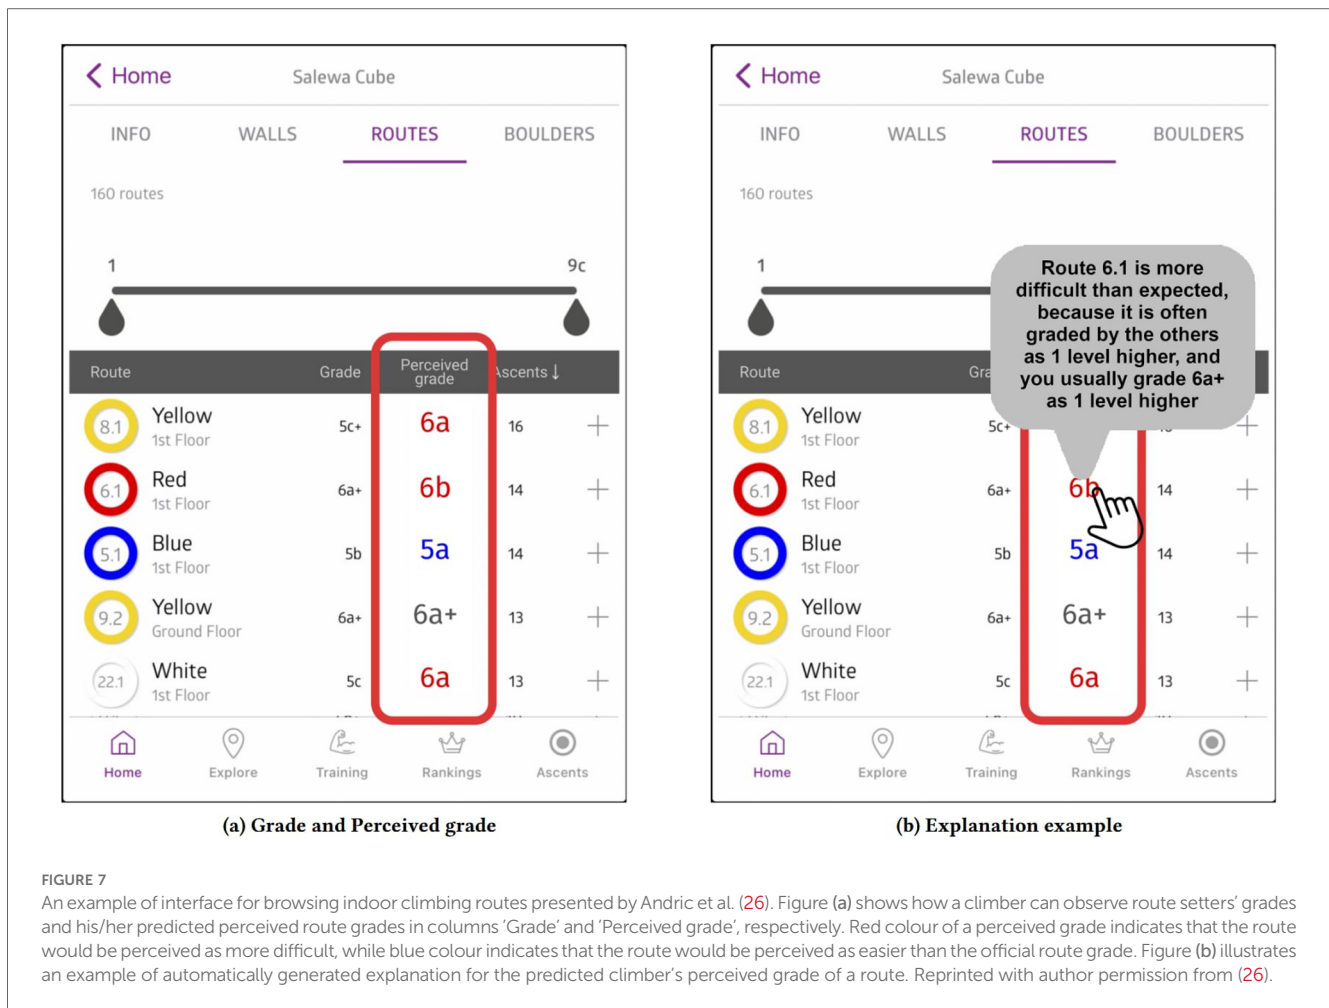 Home
Salewa Cube
INFO WALLS ROUTES BOULDERS
160 routes
1 9c
Route Grade Perceived grade Ascents ↓
8.1 Yellow 5c+ 6a 16 +
1st Floor
6.1 Red 6a+ 6b 14 +
1st Floor
5.1 Blue 5b 5a 14 +
1st Floor
9.2 Yellow 6a+ 6a+ 13 +
Ground Floor
22.1 White 5c 6a 13 +
1st Floor
Home Explore Training Rankings Ascents
(a) Grade and Perceived grade
Home
Salewa Cube
INFO WALLS ROUTES BOULDERS
160 routes
1
Route 6.1 is more
difficult than expected,
because it is often
graded by the others
as 1 level higher, and
you usually grade 6a+
as 1 level higher
Route
8.1 Yellow 5c+ +
1st Floor
6.1 Red 6a+ 6b 14 +
1st Floor
5.1 Blue 5b 5a 14 +
1st Floor
9.2 Yellow 6a+ 6a+ 13 +
Ground Floor
22.1 White 5c 6a 13 +
1st Floor
Home Explore Training Rankings Ascents
(b) Explanation example
FIGURE 7
An example of interface for browsing indoor climbing routes presented by Andric et al. (26). Figure (a) shows how a climber can observe route setters' grades
and his/her predicted perceived route grades in columns 'Grade' and 'Perceived grade', respectively. Red colour of a perceived grade indicates that the route
would be perceived as more difficult, while blue colour indicates that the route would be perceived as easier than the official route grade. Figure (b) illustrates
an example of automatically generated explanation for the predicted climber's perceived grade of a route. Reprinted with author permission from (26).